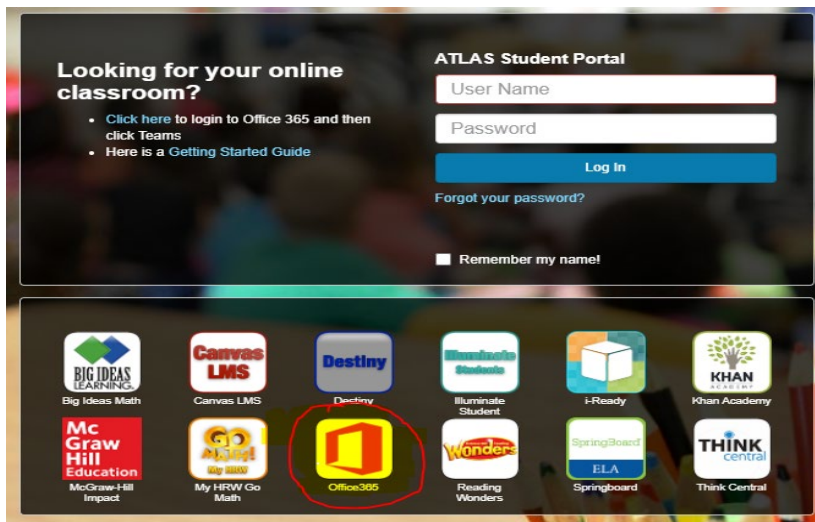 Looking for your online
classroom?
• Click here to login to Office 365 and then
click Teams
• Here is a Getting Started Guide
ATLAS Student Portal
User Name
Password
Log In
Forgot your password?
Remember my name!
BIG IDEAS
LEARNING
Big Ideas Math
Canvas
LMS
Canvas LMS
Destiny
Destiny
Illuminate
Students
Illuminate
Student
i-Ready
KHAN
ACADEMY
Khan Academy
Mc
Graw
Hill
Education
McGraw-Hill
Impact
GO
MATH!
My HRW
My HRW Go
Math
Office365
Reading
Wonders
Reading
Wonders
SpringBoard
ELA
Springboard
THINK
central
Think Central